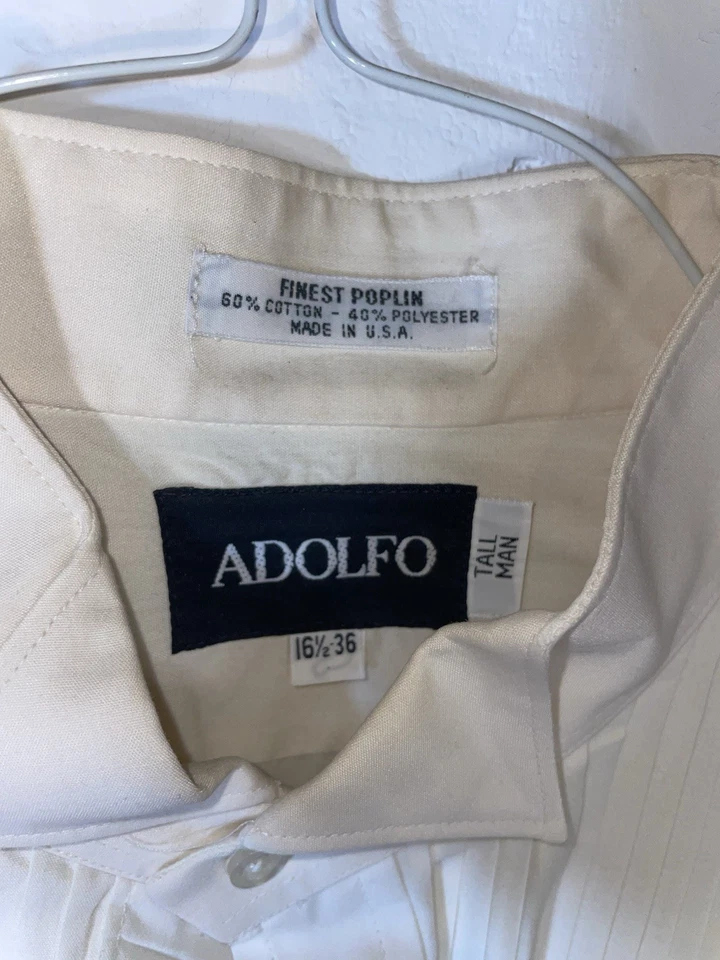 FINEST POPLIN
60% COTTON - 40% POLYESTER
MADE IN U.S.A.
ADOLFO
TALL
MAN
16½-36